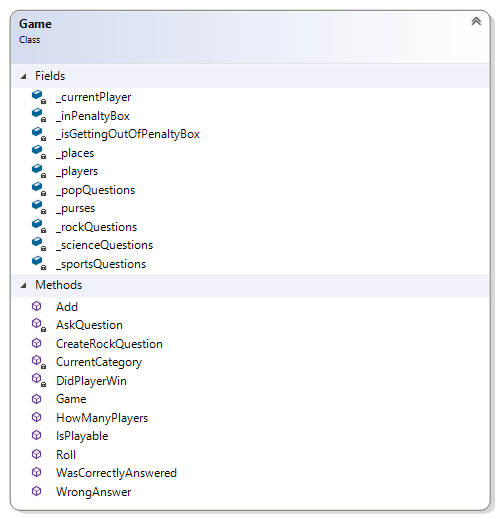 Game
Class
Fields
_currentPlayer
_inPenaltyBox
_isGettingOutOfPenaltyBox
_places
_players
_popQuestions
_purses
_rockQuestions
_scienceQuestions
_sportsQuestions
Methods
Add
AskQuestion
CreateRockQuestion
CurrentCategory
DidPlayerWin
Game
HowManyPlayers
IsPlayable
Roll
WasCorrectlyAnswered
WrongAnswer